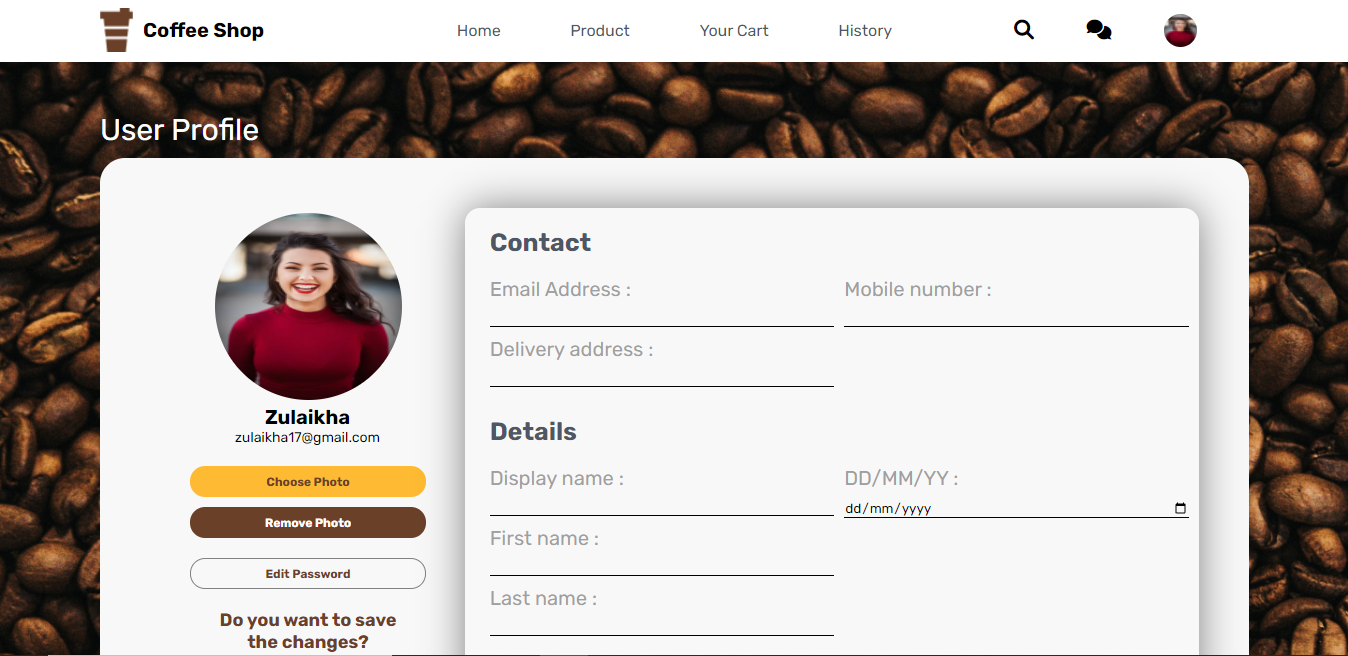 Coffee Shop
Home
Product
Your Cart
History
User Profile
Zulaikha
zulaikha17@gmail.com
Choose Photo
Remove Photo
Edit Password
Do you want to save
the changes?
Contact
Email Address :
Mobile number :
Delivery address :
Details
Display name :
DD/MM/YY :
dd/mm/yyyy
First name :
Last name :